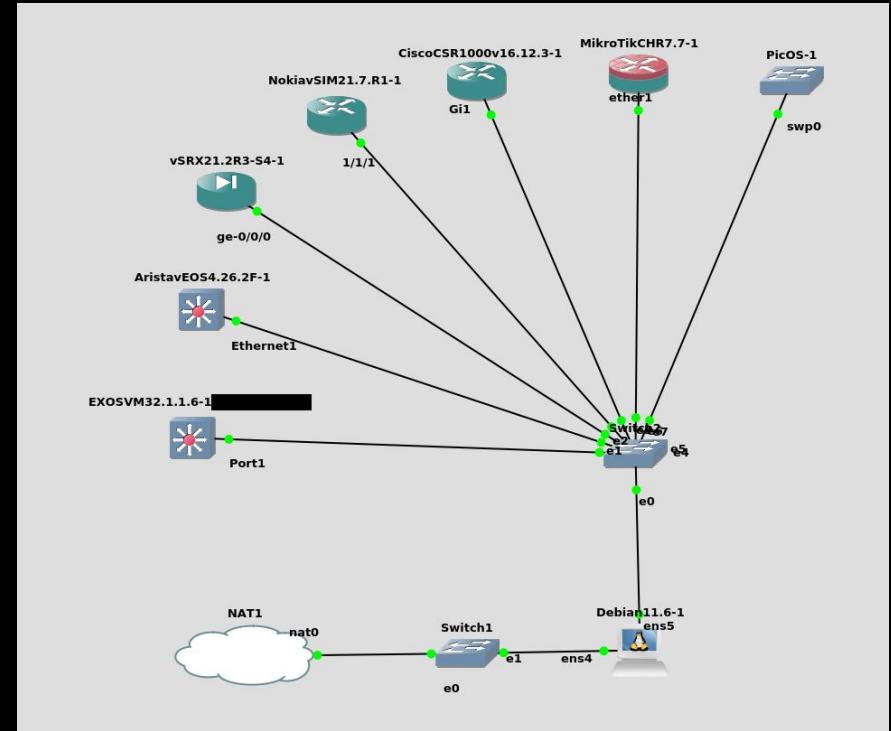 MikroTikCHR7.7-1
CiscoCSR1000v16.12.3-1
PicOS-1
NokiavSIM21.7.R1-1
ether1
Gi1
swp0
vSRX21.2R3-S4-1
1/1/1
ge-0/0/0
AristavEOS4.26.2F-1
Ethernet1
EXOSVM32.1.1.6-1
Port1
Switch2
e7
e2
e1
e5
e4
e0
NAT1
Debian11.6-1
nat0
Switch1
ens5
e1
ens4
e0